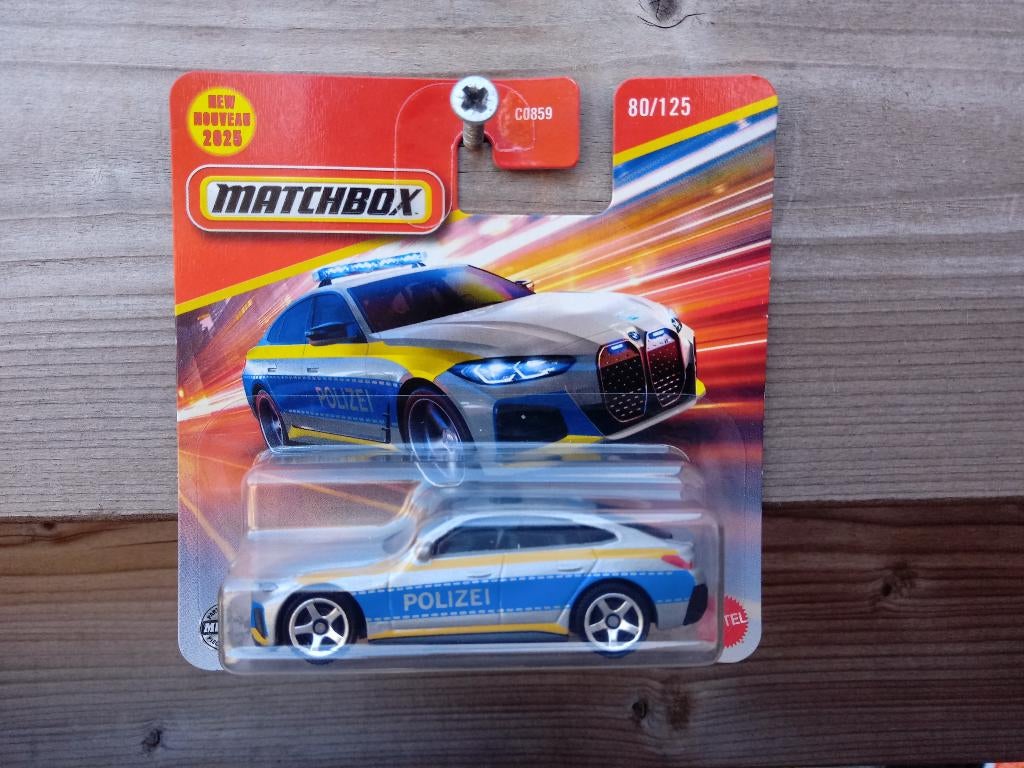 NEW
NOUVEAU
2025
C0859
80/125
MATCHBOX
POLIZEI
POLIZEI